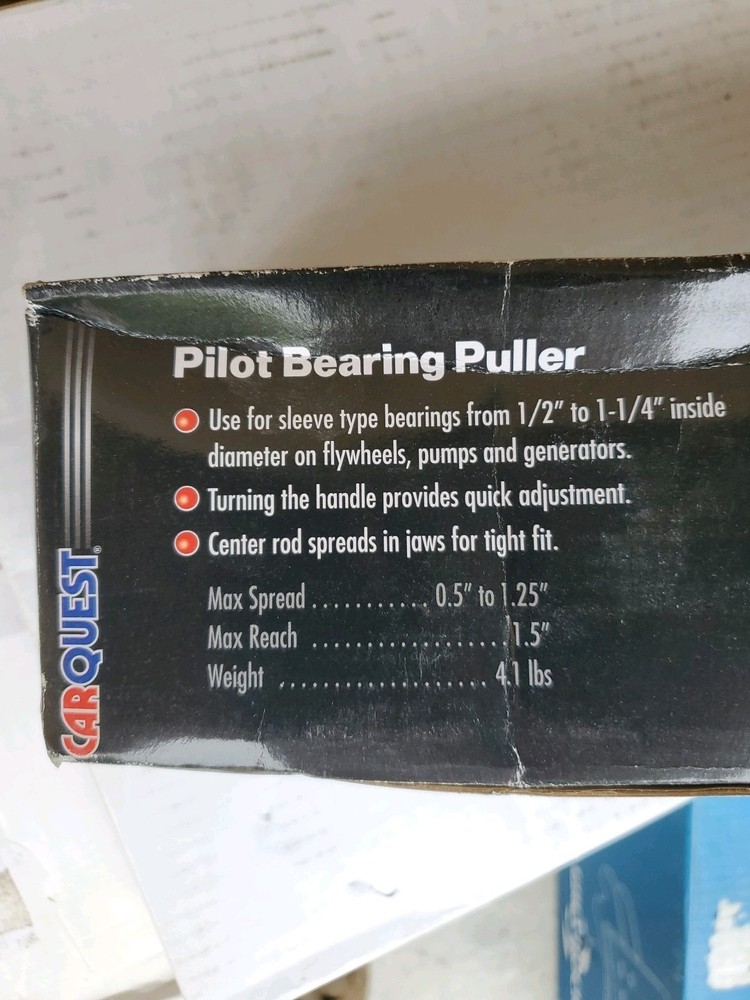 Pilot Bearing Puller
Use for sleeve type bearings from 1/2" to 1-1/4" inside
diameter on flywheels, pumps and generators.
Turning the handle provides quick adjustment.
Center rod spreads in jaws for tight fit.
Max Spread ........... 0.5" to 1.25"
Max Reach .................... 1.5"
Weight ..................... 4.1 lbs
CARQUEST®